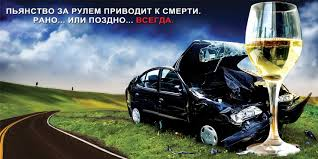 ПЬЯНСТВО ЗА РУЛЕМ ПРИВОДИТ К СМЕРТИ.
РАНО... ИЛИ ПОЗДНО... ВСЕГДА.